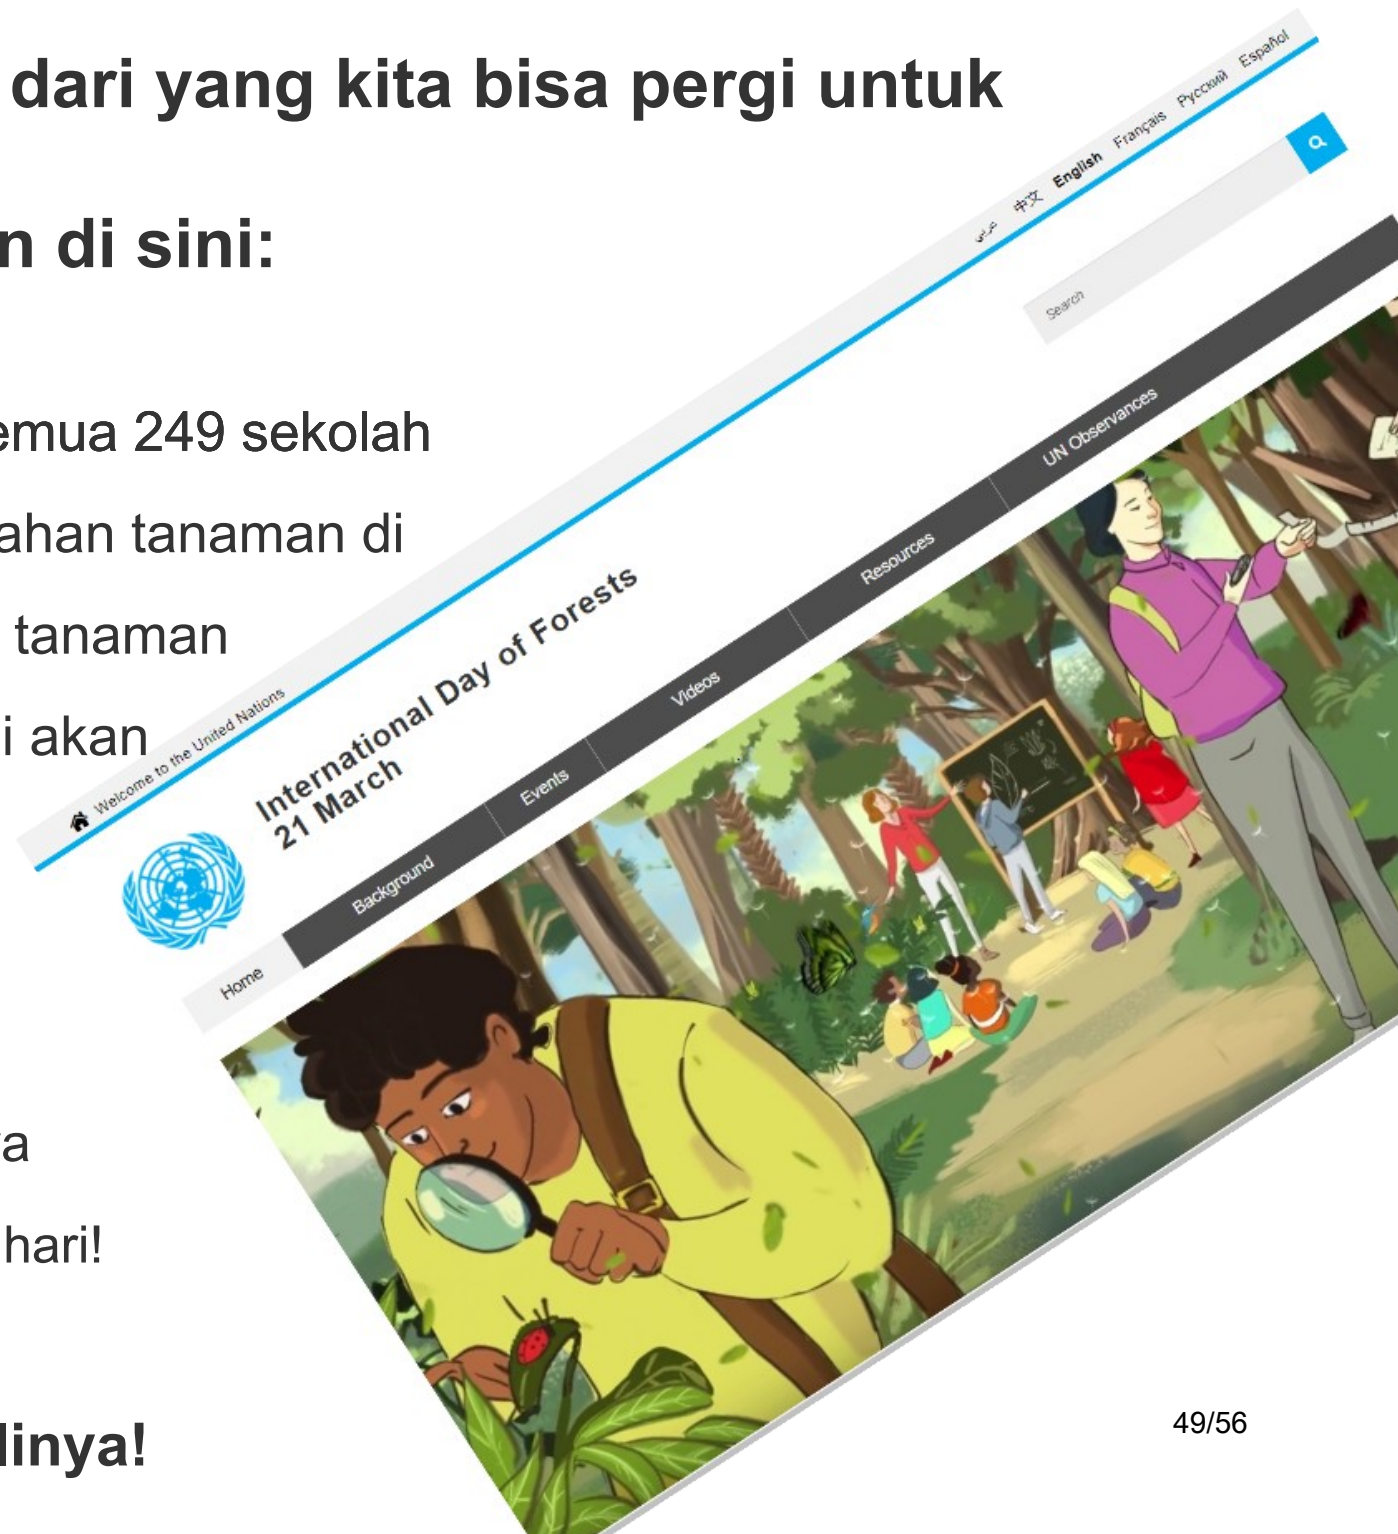 dari yang kita bisa pergi untuk
n di sini:
emua 249 sekolah
ahan tanaman di
tanaman
i akan
a
hari!
linya!
Welcome to the United Nations
عربي 中文 English Français Русский Español
Search
International Day of Forests
21 March
Home Background Events Videos Resources UN Observances
49/56